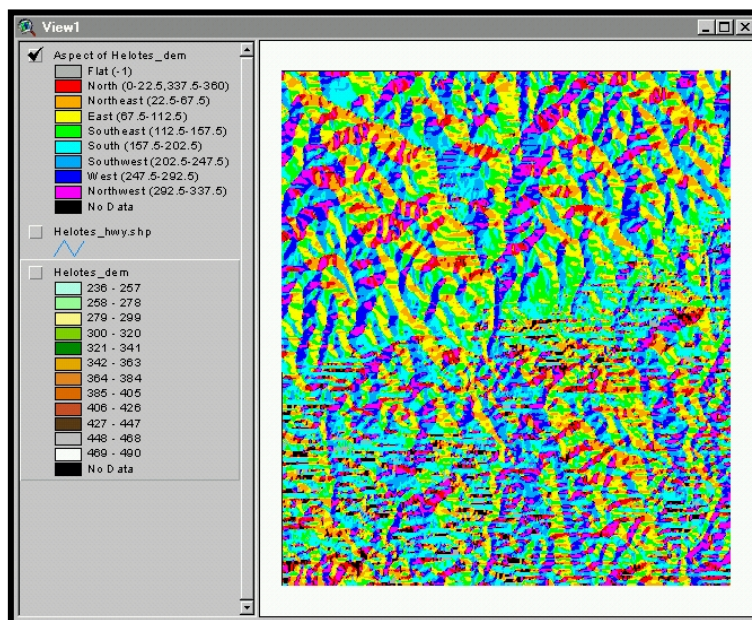 View1
Aspect of Helotes_dem
Flat (-1)
North (0-22.5,337.5-360)
Northeast (22.5-67.5)
East (67.5-112.5)
Southeast (112.5-157.5)
South (157.5-202.5)
Southwest (202.5-247.5)
West (247.5-292.5)
Northwest (292.5-337.5)
No Data
Helotes_hwy.shp
Helotes_dem
236 - 257
258 - 278
279 - 299
300 - 320
321 - 341
342 - 363
364 - 384
385 - 405
406 - 426
427 - 447
448 - 468
469 - 490
No Data